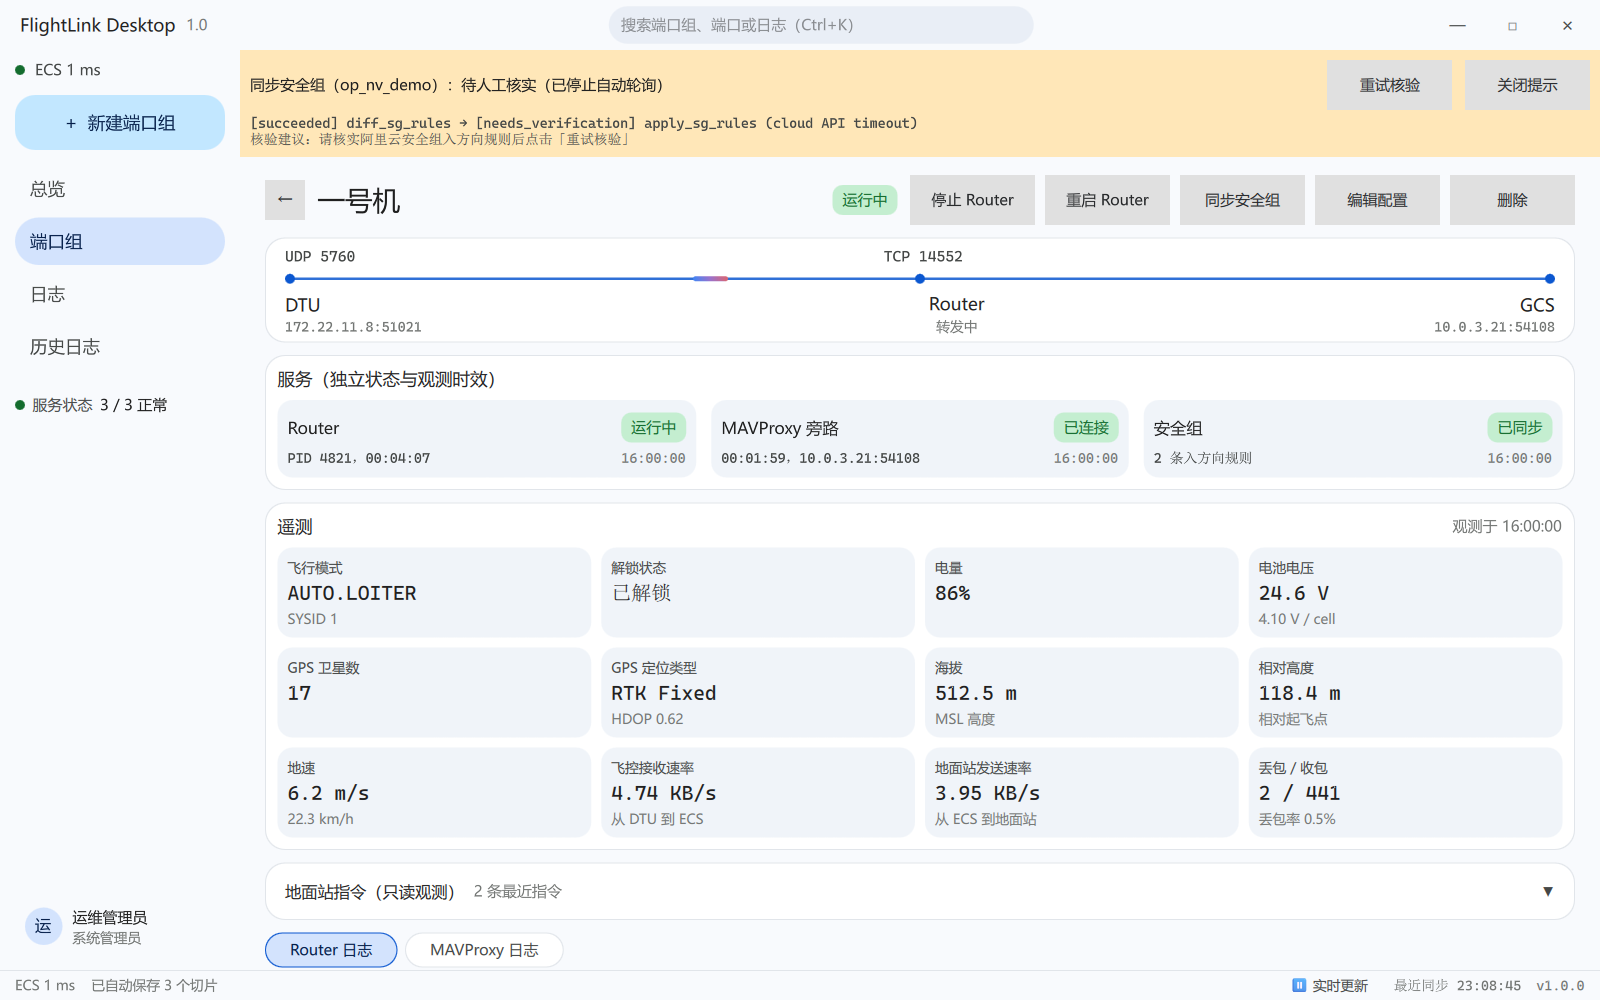 FlightLink Desktop 1.0
搜索端口组、端口或日志（Ctrl+K）
ECS 1 ms
+ 新建端口组
总览
端口组
日志
历史日志
服务状态 3 / 3 正常
同步安全组（op_nv_demo）：待人工核实（已停止自动轮询）
重试核验
关闭提示
[succeeded] diff_sg_rules → [needs_verification] apply_sg_rules (cloud API timeout)
核验建议：请核实阿里云安全组入方向规则后点击「重试核验」
← 一号机
运行中
停止 Router
重启 Router
同步安全组
编辑配置
删除
UDP 5760
TCP 14552
DTU
Router
GCS
172.22.11.8:51021
转发中
10.0.3.21:54108
服务（独立状态与观测时效）
Router
运行中
PID 4821，00:04:07
16:00:00
MAVProxy 旁路
已连接
00:01:59，10.0.3.21:54108
16:00:00
安全组
已同步
2 条入方向规则
16:00:00
遥测
观测于 16:00:00
飞行模式
AUTO.LOITER
SYSID 1
解锁状态
已解锁
电量
86%
电池电压
24.6 V
4.10 V / cell
GPS 卫星数
17
GPS 定位类型
RTK Fixed
HDOP 0.62
海拔
512.5 m
MSL 高度
相对高度
118.4 m
相对起飞点
地速
6.2 m/s
22.3 km/h
飞控接收速率
4.74 KB/s
从 DTU 到 ECS
地面站发送速率
3.95 KB/s
从 ECS 到地面站
丢包 / 收包
2 / 441
丢包率 0.5%
地面站指令（只读观测） 2 条最近指令
▼
Router 日志
MAVProxy 日志
运
运维管理员
系统管理员
ECS 1 ms
已自动保存 3 个切片
实时更新
最近同步 23:08:45
v1.0.0